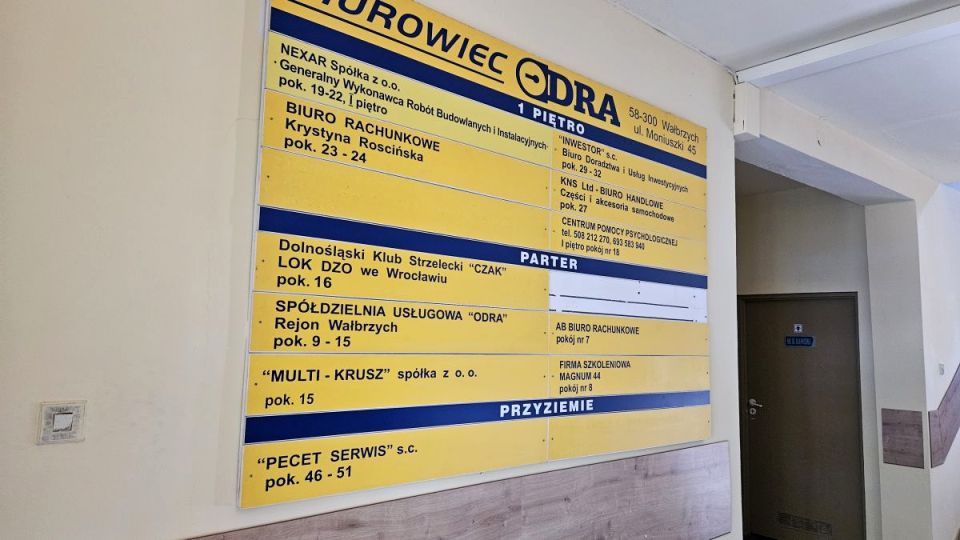 BIUROWIEC ODRA
58-300 Wałbrzych
ul. Moniuszki 45
1 PIĘTRO
NEXAR Spółka z o.o.
Generalny Wykonawca Robót Budowlanych i Instalacyjnych
pok. 19-22, I piętro
BIURO RACHUNKOWE
Krystyna Roscińska
pok. 23 - 24
"INWESTOR" s.c.
Biuro Doradztwa i Usług Inwestycyjnych
pok. 29 - 32
KNS Ltd - BIURO HANDLOWE
Części i akcesoria samochodowe
pok. 27
CENTRUM POMOCY PSYCHOLOGICZNEJ
tel. 508 212 270, 693 583 940
I piętro pokój nr 18
PARTER
Dolnośląski Klub Strzelecki "CZAK"
LOK DZO we Wrocławiu
pok. 16
SPÓŁDZIELNIA USŁUGOWA "ODRA"
Rejon Wałbrzych
pok. 9 - 15
"MULTI - KRUSZ" spółka z o. o.
pok. 15
AB BIURO RACHUNKOWE
pokój nr 7
FIRMA SZKOLENIOWA
MAGNUM 44
pokój nr 8
PRZYZIEMIE
"PECET SERWIS" s.c.
pok. 46 - 51